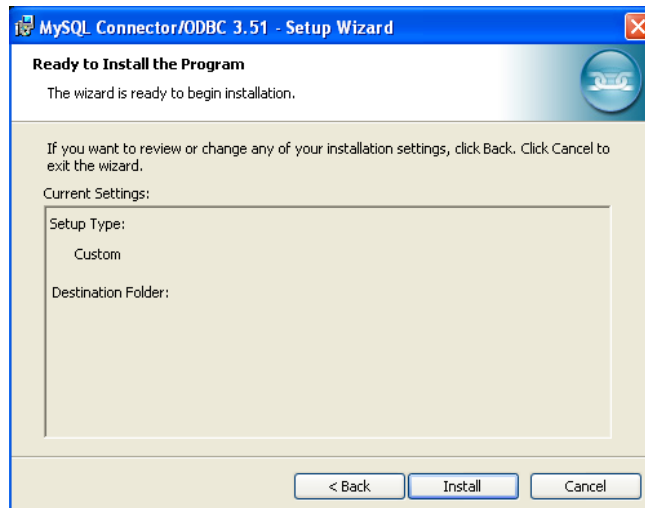 MySQL Connector/ODBC 3.51 - Setup Wizard
Ready to Install the Program
The wizard is ready to begin installation.
If you want to review or change any of your installation settings, click Back. Click Cancel to
exit the wizard.
Current Settings:
Setup Type:
Custom
Destination Folder:
< Back
Install
Cancel